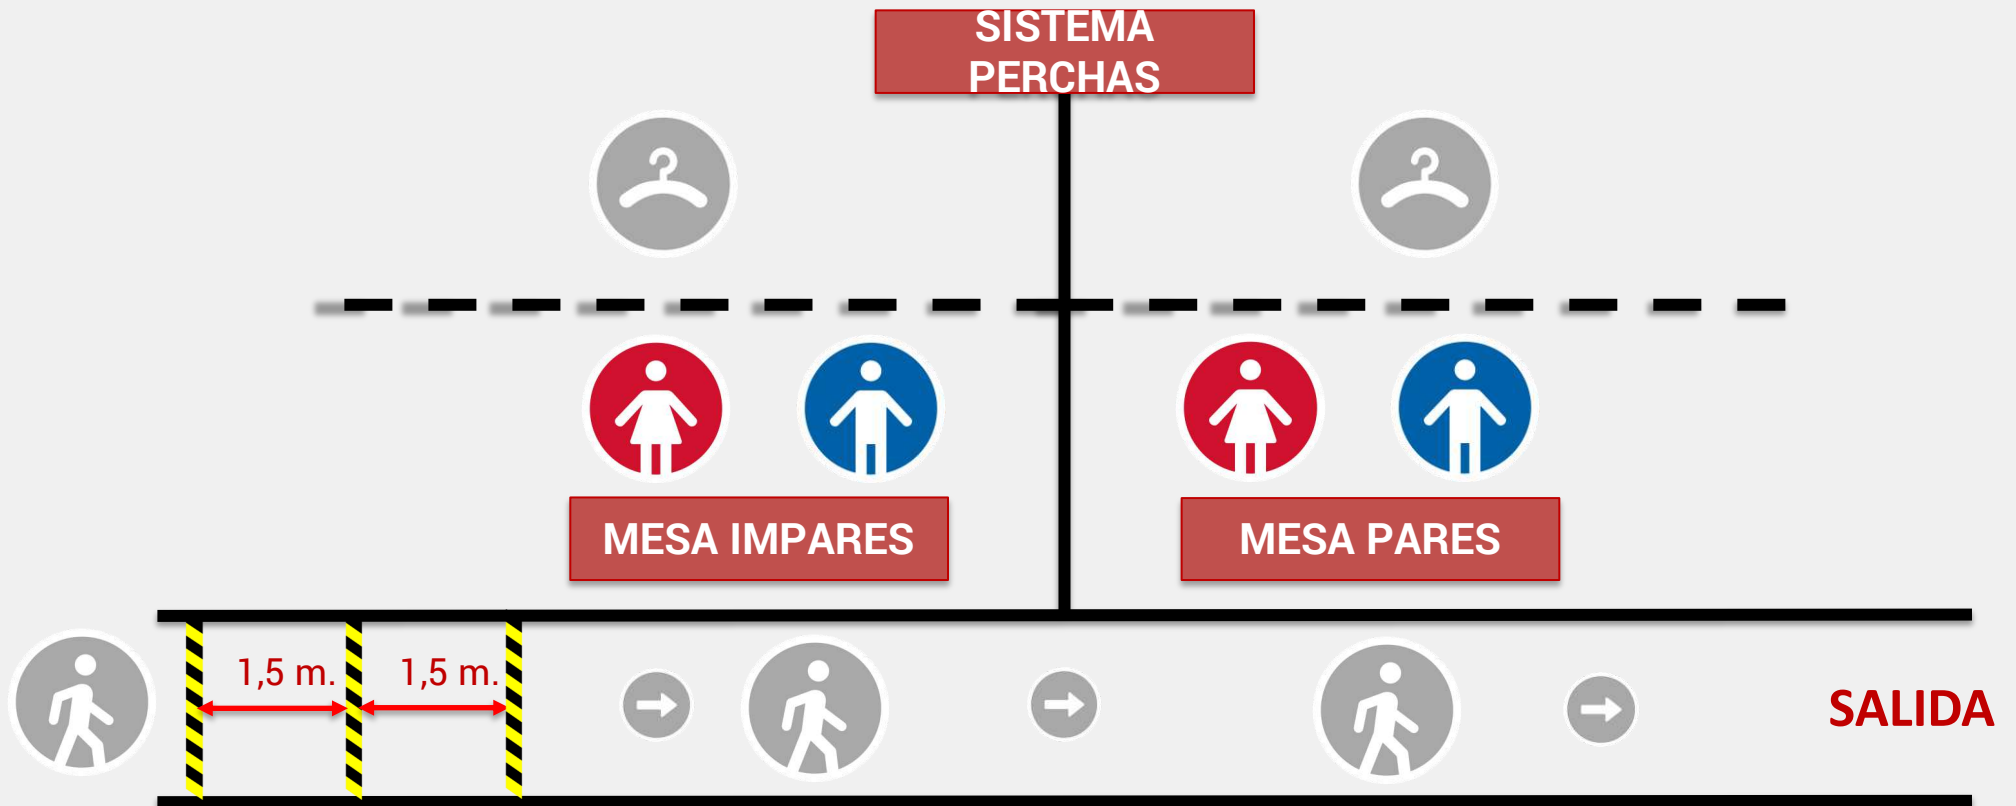 SISTEMA
PERCHAS
MESA IMPARES
MESA PARES
1,5 m.
1,5 m.
SALIDA